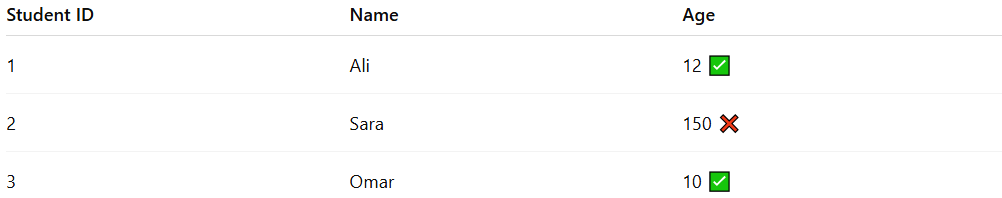 Student ID Name Age
1 Ali 12 ✅
2 Sara 150 ❌
3 Omar 10 ✅